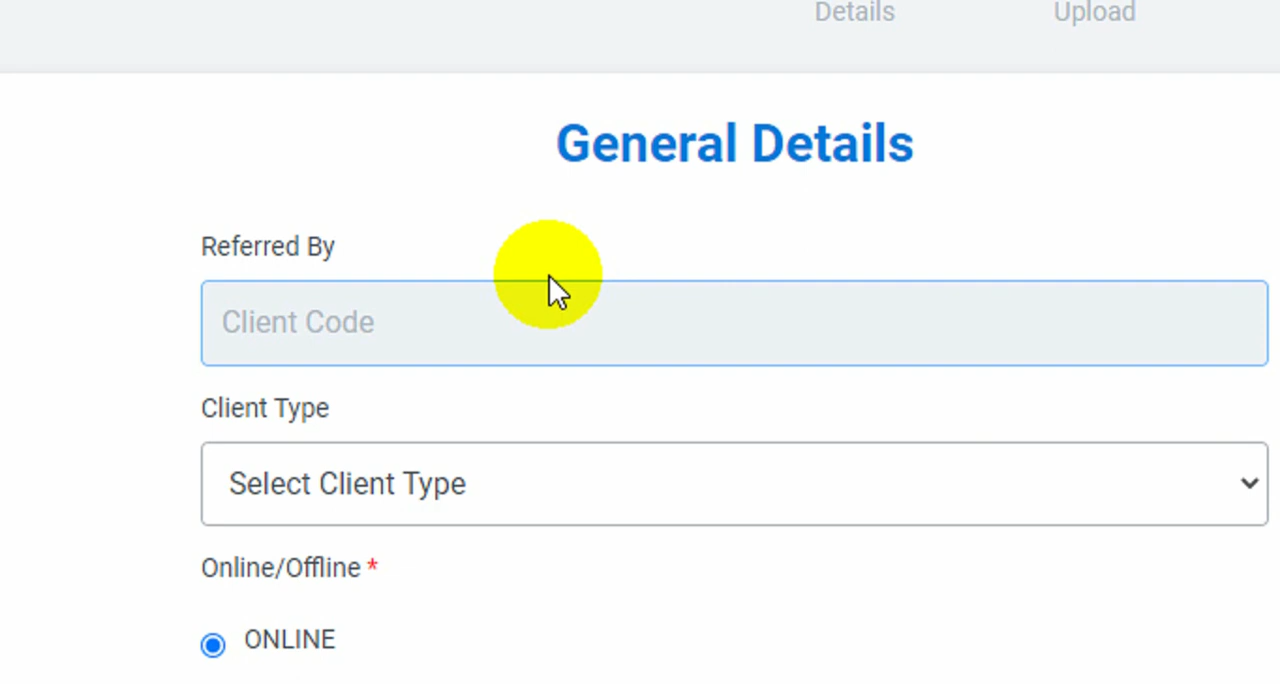 Details Upload
General Details
Referred By
Client Code
Client Type
Select Client Type
Online/Offline *
ONLINE